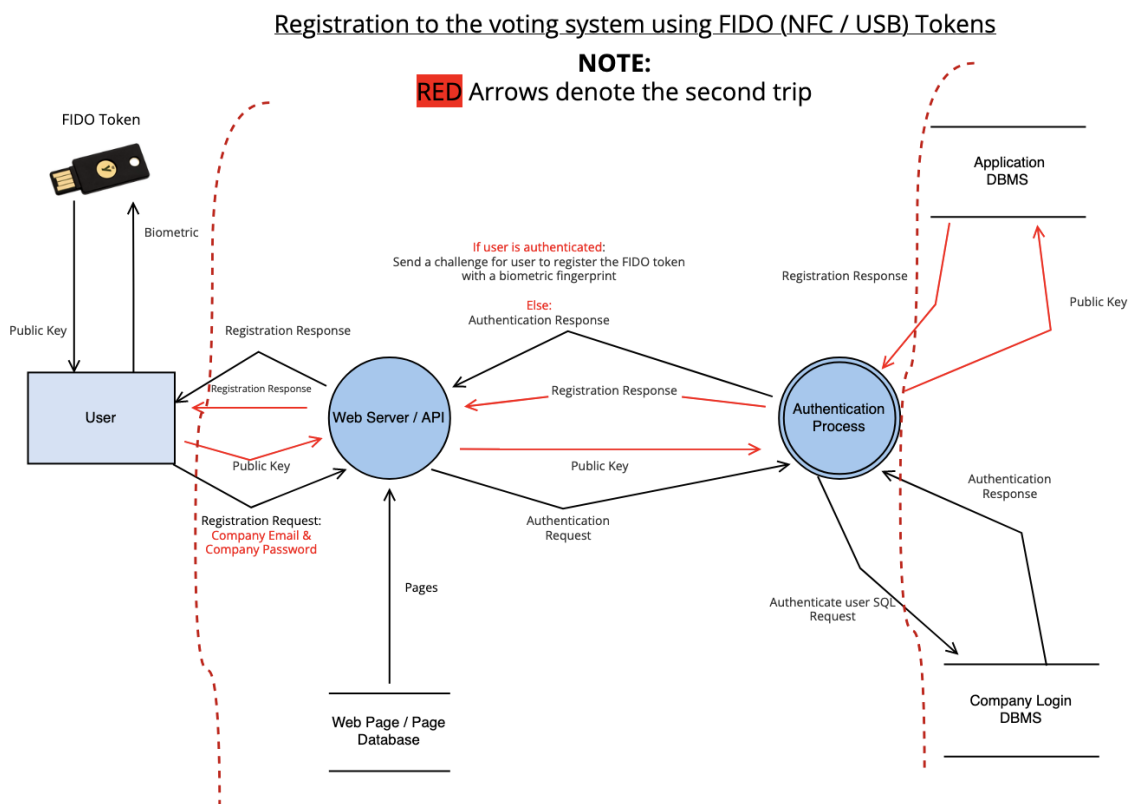 Registration to the voting system using FIDO (NFC / USB) Tokens
NOTE:
RED Arrows denote the second trip
FIDO Token
Application
DBMS
Biometric
If user is authenticated:
Send a challenge for user to register the FIDO token
with a biometric fingerprint
Registration Response
Public Key
Else:
Authentication Response
Public Key
Registration Response
Registration Response
Registration Response
User
Web Server / API
Authentication
Process
Public Key
Public Key
Authentication
Response
Registration Request:
Company Email &
Company Password
Authentication
Request
Pages
Authenticate user SQL
Request
Web Page / Page
Database
Company Login
DBMS